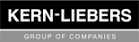 KERN-LIEBERS
GROUP OF COMPANIES